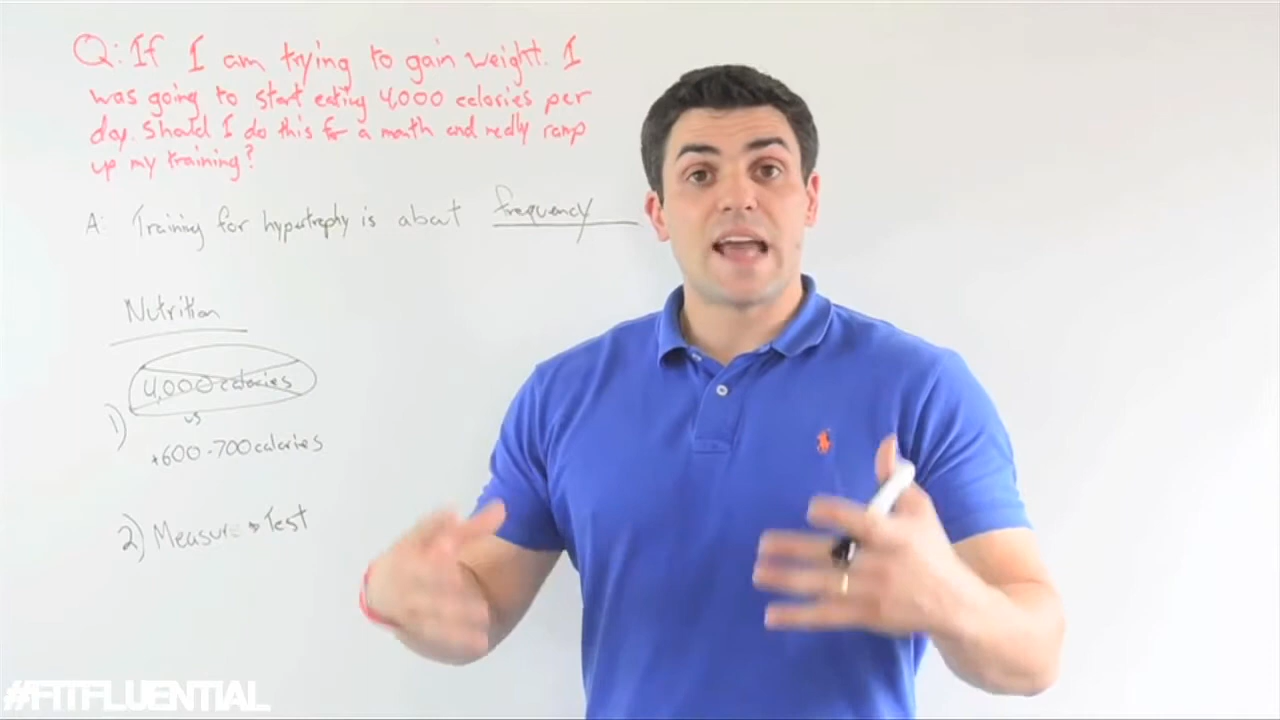 Q: If I am trying to gain weight. I
was going to start eating 4,000 calories per
day. Should I do this for a month and really ramp
up my training?
A: Training for hypertrophy is about frequency
Nutrition
1) 4,000 calories
vs
+600-700 calories
2) Measure → Test
#FITFLUENTIAL